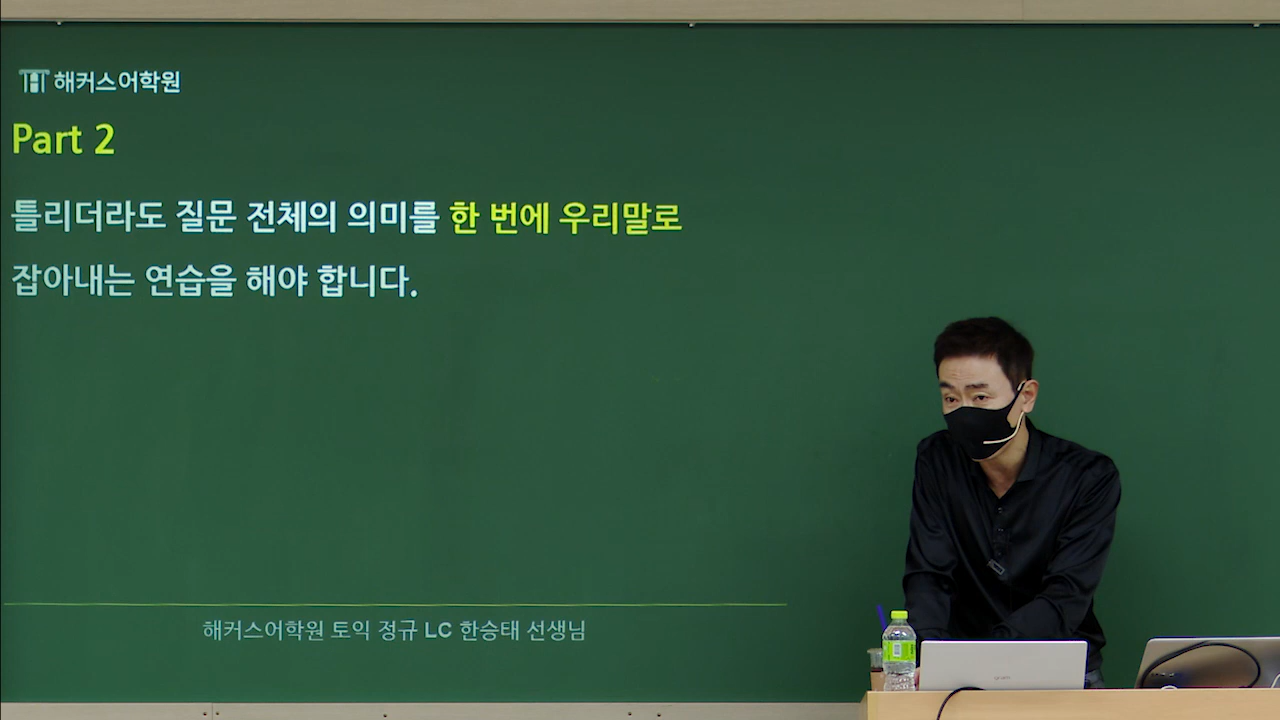 해커스어학원
Part 2
틀리더라도 질문 전체의 의미를 한 번에 우리말로
잡아내는 연습을 해야 합니다.
해커스어학원 토익 정규 LC 한승태 선생님
gram